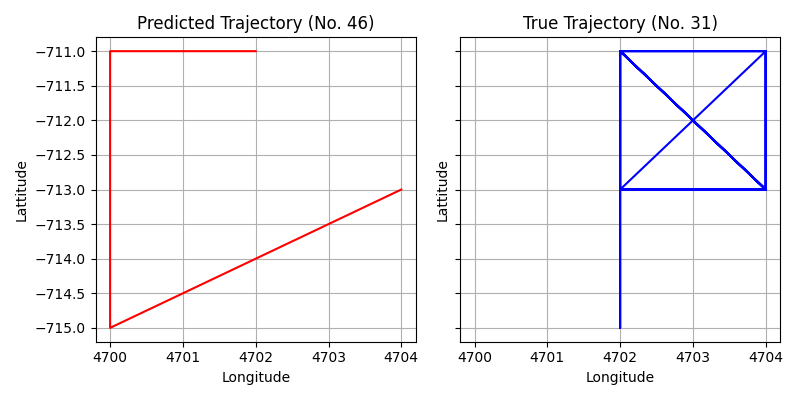 Predicted Trajectory (No. 46)
True Trajectory (No. 31)
−711.0
−711.5
−712.0
−712.5
−713.0
−713.5
−714.0
−714.5
−715.0
Lattitude
Lattitude
4700 4701 4702 4703 4704
4700 4701 4702 4703 4704
Longitude
Longitude